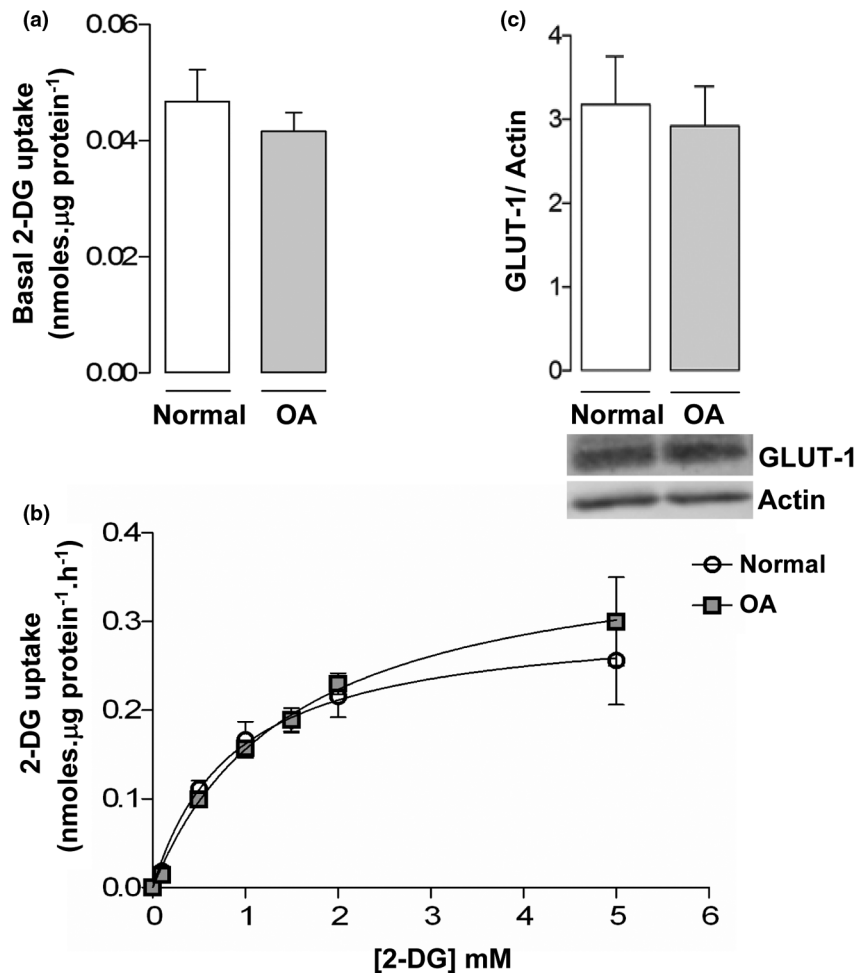 (a)
Basal 2-DG uptake
(nmoles.µg protein⁻¹)
0.06
0.04
0.02
0.00
Normal OA
(c)
GLUT-1/ Actin
4
3
2
1
0
Normal OA
GLUT-1
Actin
(b)
2-DG uptake
(nmoles.µg protein⁻¹.h⁻¹)
0.4
0.3
0.2
0.1
0.0
0 1 2 3 4 5 6
[2-DG] mM
Normal
OA